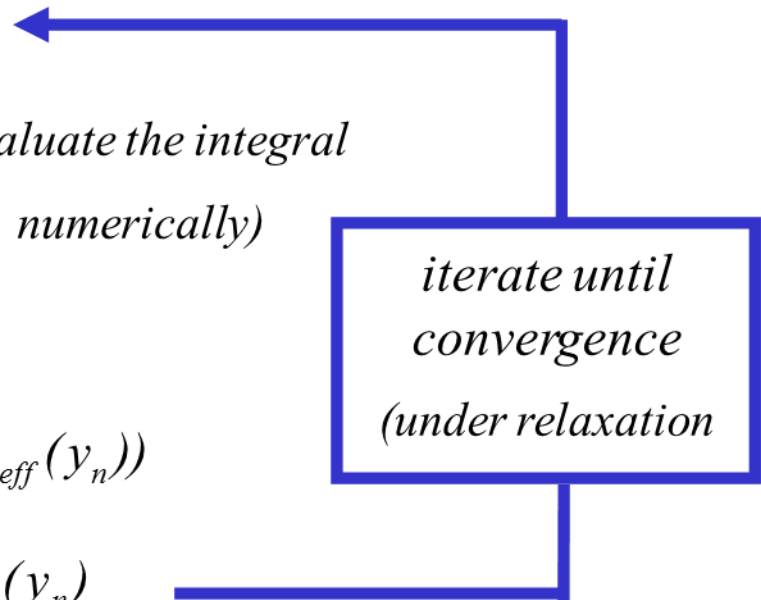 aluate the integral
numerically)
iterate until
convergence
(under relaxation
eff (yn))
(yn)